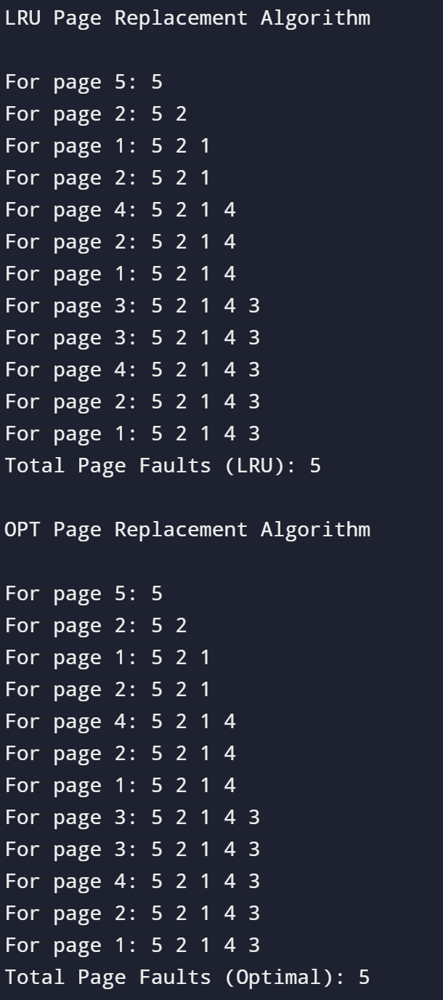 LRU Page Replacement Algorithm
For page 5: 5
For page 2: 5 2
For page 1: 5 2 1
For page 2: 5 2 1
For page 4: 5 2 1 4
For page 2: 5 2 1 4
For page 1: 5 2 1 4
For page 3: 5 2 1 4 3
For page 3: 5 2 1 4 3
For page 4: 5 2 1 4 3
For page 2: 5 2 1 4 3
For page 1: 5 2 1 4 3
Total Page Faults (LRU): 5
OPT Page Replacement Algorithm
For page 5: 5
For page 2: 5 2
For page 1: 5 2 1
For page 2: 5 2 1
For page 4: 5 2 1 4
For page 2: 5 2 1 4
For page 1: 5 2 1 4
For page 3: 5 2 1 4 3
For page 3: 5 2 1 4 3
For page 4: 5 2 1 4 3
For page 2: 5 2 1 4 3
For page 1: 5 2 1 4 3
Total Page Faults (Optimal): 5